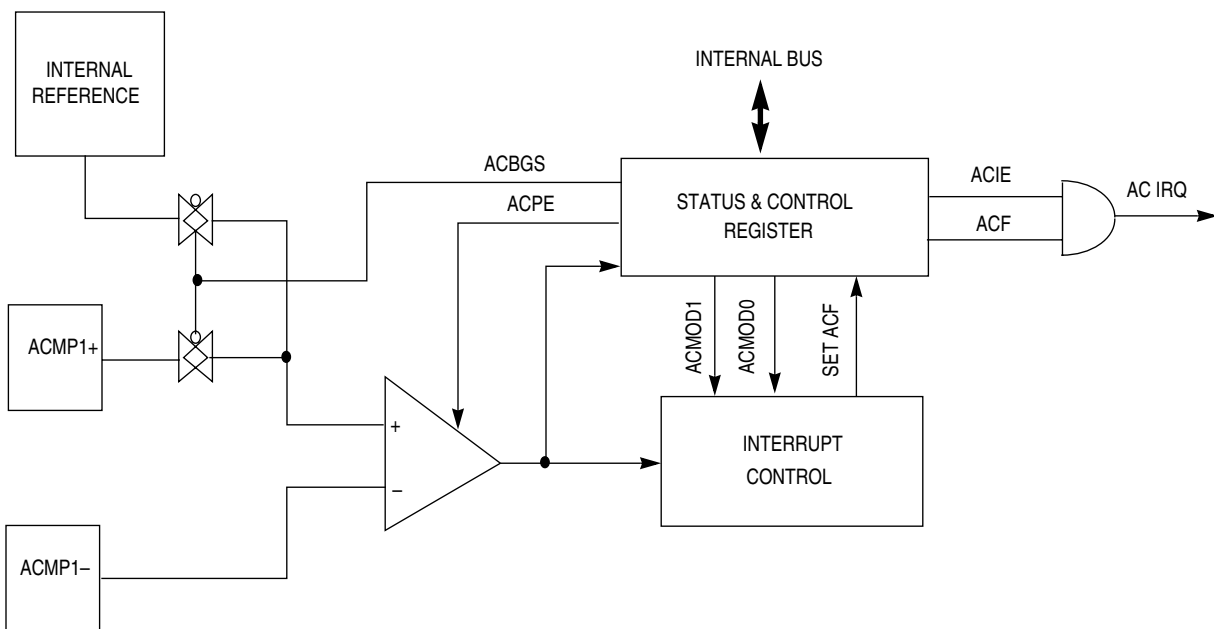 INTERNAL
REFERENCE
INTERNAL BUS
ACBGS
ACPE
STATUS & CONTROL
REGISTER
ACIE
ACF
AC IRQ
ACMP1+
ACMOD1
ACMOD0
SET ACF
+
–
INTERRUPT
CONTROL
ACMP1–